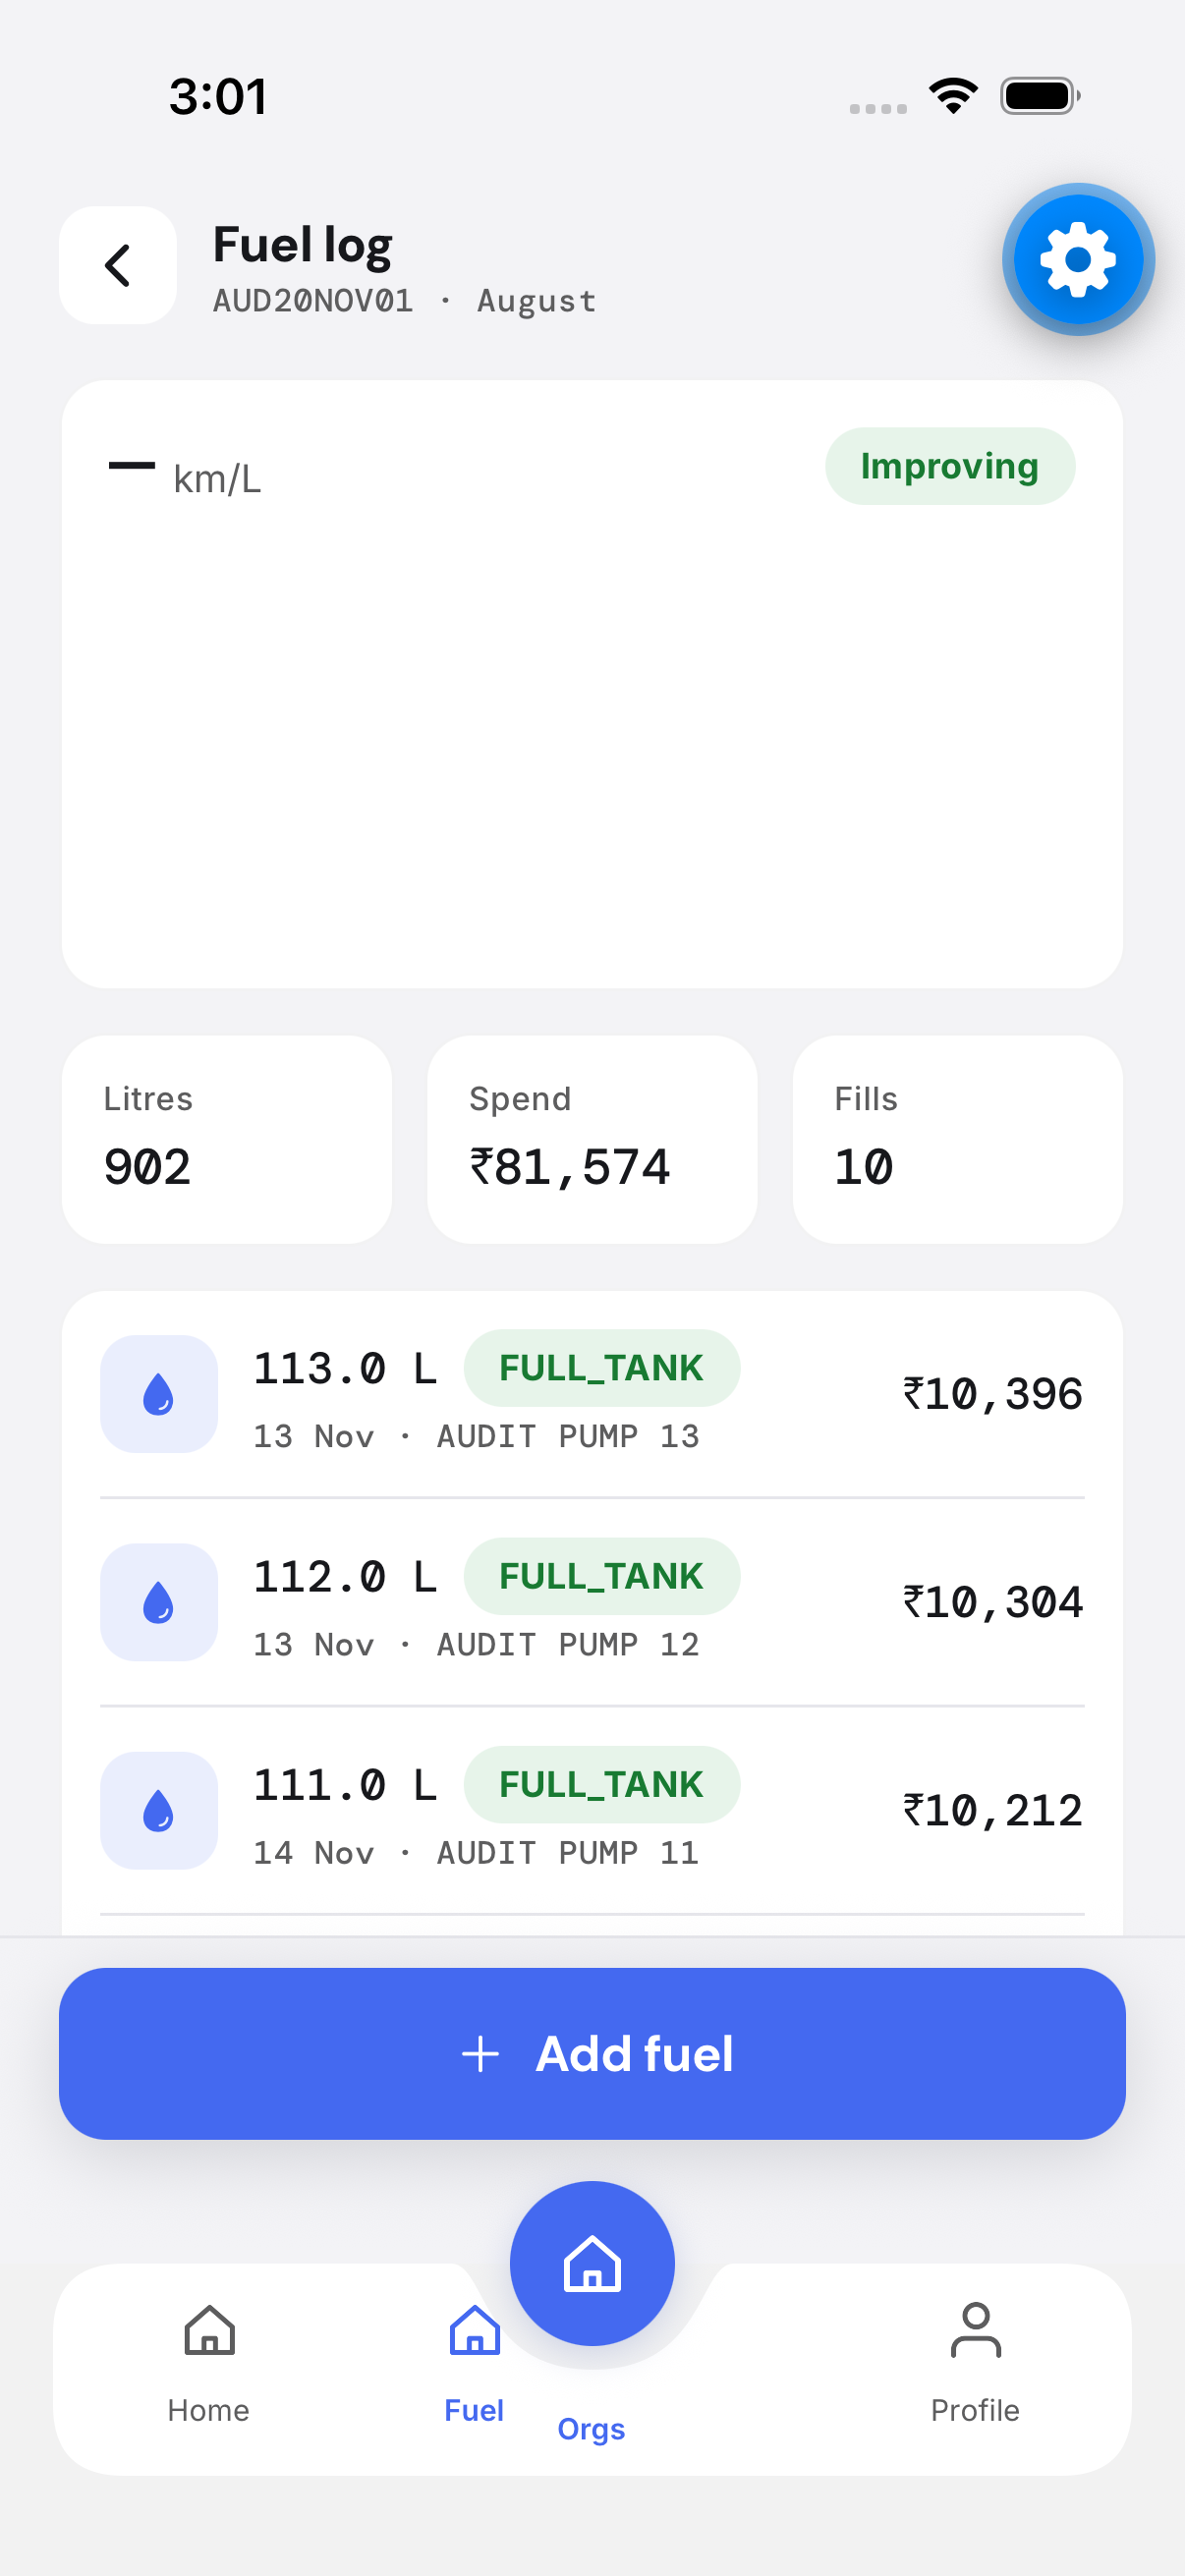 3:01
Fuel log
AUD20NOV01 · August
— km/L
Improving
Litres
902
Spend
₹81,574
Fills
10
113.0 L FULL_TANK
13 Nov · AUDIT PUMP 13
₹10,396
112.0 L FULL_TANK
13 Nov · AUDIT PUMP 12
₹10,304
111.0 L FULL_TANK
14 Nov · AUDIT PUMP 11
₹10,212
+ Add fuel
Home
Fuel
Orgs
Profile